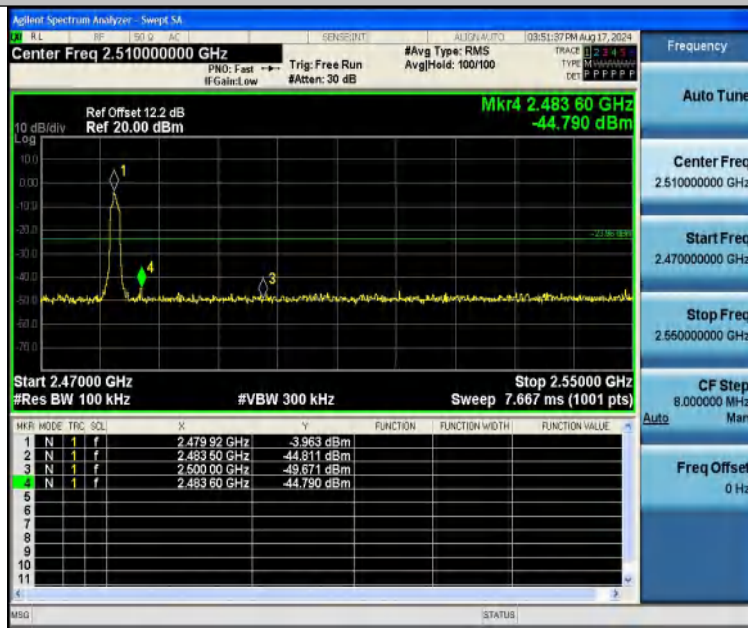 Agilent Spectrum Analyzer - Swept SA
RL RF 50 Ω AC SENSE:INT ALIGNAUTO 03:51:37 PM Aug 17, 2024
Center Freq 2.510000000 GHz #Avg Type: RMS TRACE 1 2 3 4 5 6
PNO: Fast Trig: Free Run Avg|Hold: 100/100 TYPE M
IFGain:Low #Atten: 30 dB DET P P P P P P
Mkr4 2.483 60 GHz
-44.790 dBm
Ref Offset 12.2 dB
10 dB/div Ref 20.00 dBm
Log
10.0
0.00
-10.0
-20.0
-30.0
-40.0
-50.0
-60.0
-70.0
1
4
3
-23.96 dBm
Start 2.47000 GHz Stop 2.55000 GHz
#Res BW 100 kHz #VBW 300 kHz Sweep 7.667 ms (1001 pts)
MKR MODE TRC SCL X Y FUNCTION FUNCTION WIDTH FUNCTION VALUE
1 N 1 f 2.479 92 GHz -3.963 dBm
2 N 1 f 2.483 50 GHz -44.811 dBm
3 N 1 f 2.500 00 GHz -49.671 dBm
4 N 1 f 2.483 60 GHz -44.790 dBm
5
6
7
8
9
10
11
MSG STATUS
Frequency
Auto Tune
Center Freq
2.510000000 GHz
Start Freq
2.470000000 GHz
Stop Freq
2.550000000 GHz
CF Step
8.000000 MHz
Auto Man
Freq Offset
0 Hz